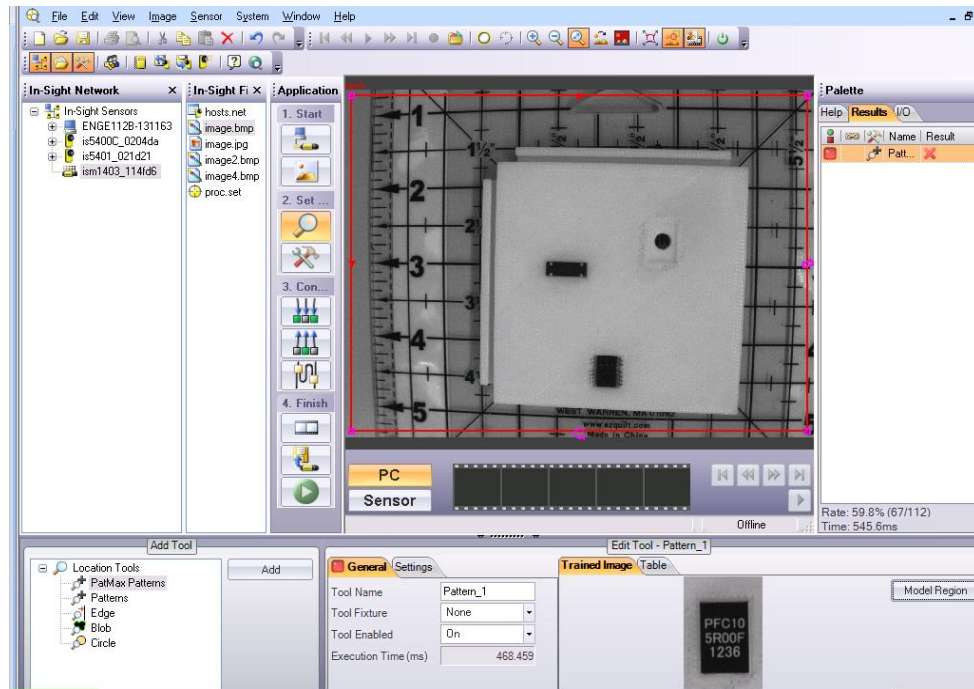 File Edit View Image Sensor System Window Help
In-Sight Network
In-Sight Fi
Application
Palette
In-Sight Sensors
ENGE112B-131163
is5400C_0204da
is5401_021d21
ism1403_114fd6
hosts.net
image.bmp
image.jpg
image2.bmp
image4.bmp
proc.set
1. Start
2. Set ...
3. Con...
4. Finish
1
1½"
2
2"
3
3"
4
4"
5
5½"
WEST WARREN, MA 01092
www.ezquilt.com
Made in China
Help Results I/O
Name Result
Patt...
PC
Sensor
Offline
Rate: 59.8% (67/112)
Time: 545.6ms
Add Tool
Location Tools
PatMax Patterns
Patterns
Edge
Blob
Circle
Add
Edit Tool - Pattern_1
General Settings
Tool Name Pattern_1
Tool Fixture None
Tool Enabled On
Execution Time (ms) 468.459
Trained Image Table
Model Region
PFC10
5R00F
1236